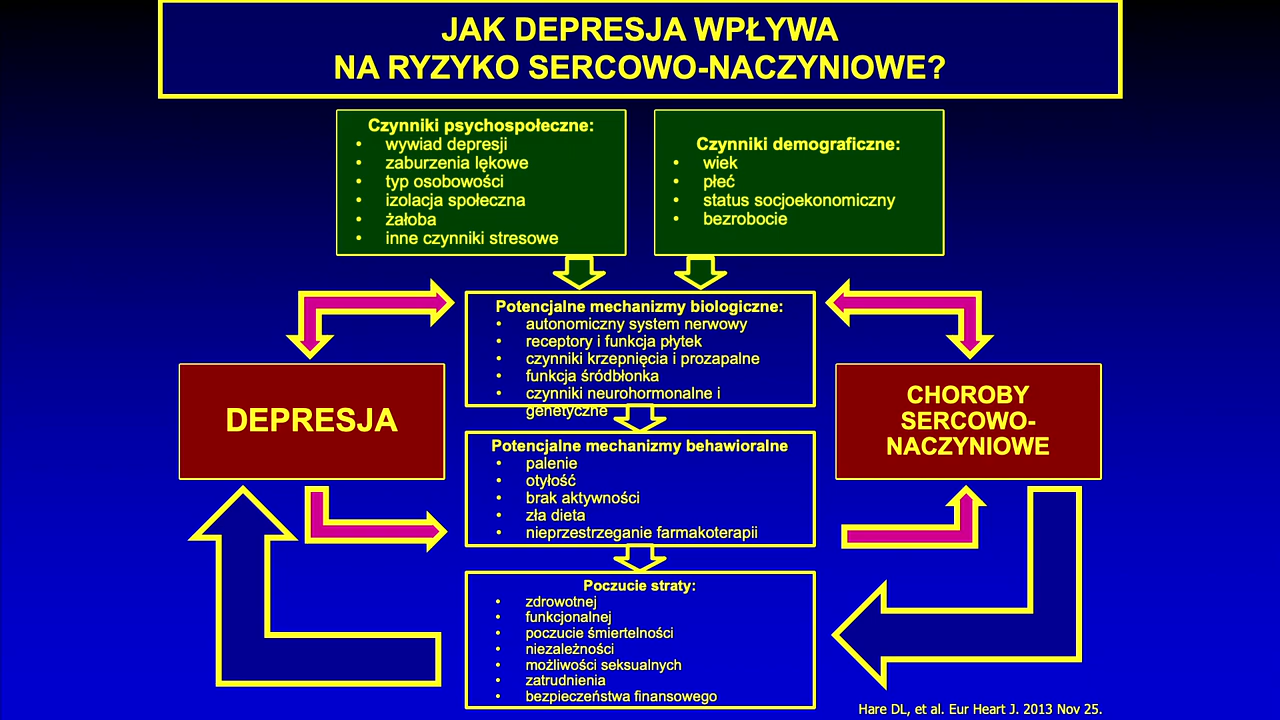 JAK DEPRESJA WPŁYWA
NA RYZYKO SERCOWO-NACZYNIOWE?
Czynniki psychospołeczne:
• wywiad depresji
• zaburzenia lękowe
• typ osobowości
• izolacja społeczna
• żałoba
• inne czynniki stresowe
Czynniki demograficzne:
• wiek
• płeć
• status socjoekonomiczny
• bezrobocie
Potencjalne mechanizmy biologiczne:
• autonomiczny system nerwowy
• receptory i funkcja płytek
• czynniki krzepnięcia i prozapalne
• funkcja śródbłonka
• czynniki neurohormonalne i
genetyczne
DEPRESJA
CHOROBY
SERCOWO-
NACZYNIOWE
Potencjalne mechanizmy behawioralne
• palenie
• otyłość
• brak aktywności
• zła dieta
• nieprzestrzeganie farmakoterapii
Poczucie straty:
• zdrowotnej
• funkcjonalnej
• poczucie śmiertelności
• niezależności
• możliwości seksualnych
• zatrudnienia
• bezpieczeństwa finansowego
Hare DL, et al. Eur Heart J. 2013 Nov 25.